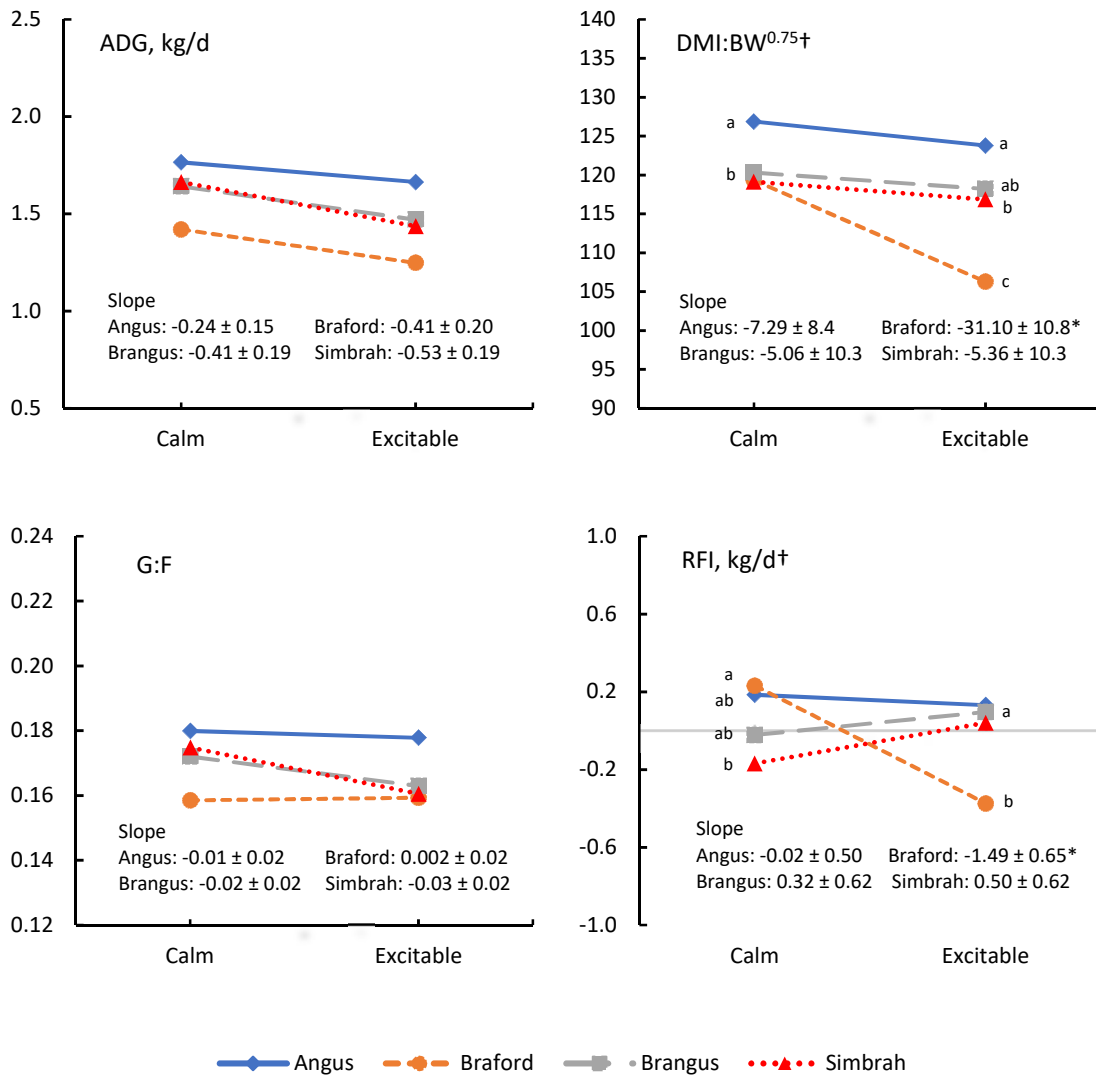 ADG, kg/d
2.5
2.0
1.5
1.0
0.5
Slope
Angus: -0.24 ± 0.15 Braford: -0.41 ± 0.20
Brangus: -0.41 ± 0.19 Simbrah: -0.53 ± 0.19
Calm Excitable
DMI:BW0.75†
140
135
130
125
120
115
110
105
100
95
90
a
b
a
ab
b
c
Slope
Angus: -7.29 ± 8.4 Braford: -31.10 ± 10.8*
Brangus: -5.06 ± 10.3 Simbrah: -5.36 ± 10.3
Calm Excitable
G:F
0.24
0.22
0.20
0.18
0.16
0.14
0.12
Slope
Angus: -0.01 ± 0.02 Braford: 0.002 ± 0.02
Brangus: -0.02 ± 0.02 Simbrah: -0.03 ± 0.02
Calm Excitable
RFI, kg/d†
1.0
0.6
0.2
-0.2
-0.6
-1.0
a
ab
ab
b
a
b
Slope
Angus: -0.02 ± 0.50 Braford: -1.49 ± 0.65*
Brangus: 0.32 ± 0.62 Simbrah: 0.50 ± 0.62
Calm Excitable
Angus Braford Brangus Simbrah